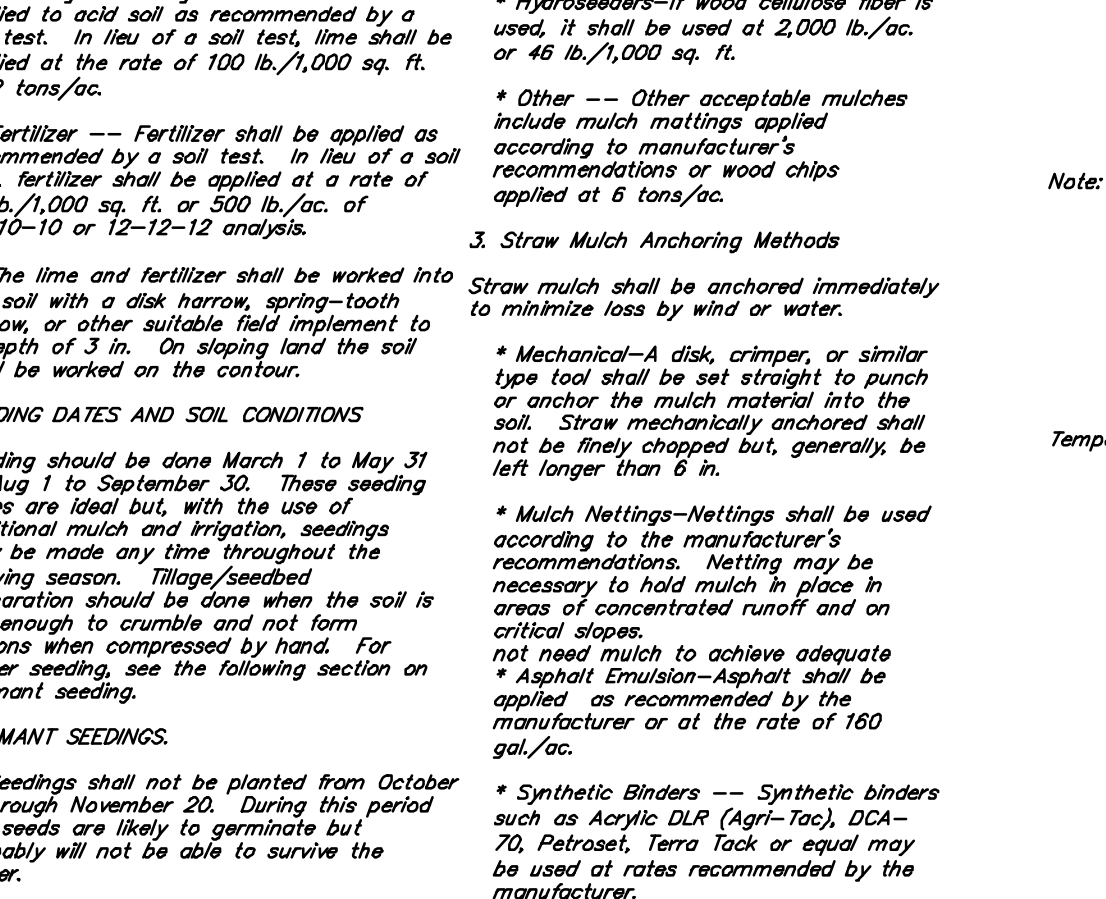 lied to acid soil as recommended by a
test. In lieu of a soil test, lime shall be
lied at the rate of 100 lb./1,000 sq. ft.
tons/ac.
Fertilizer -- Fertilizer shall be applied as
ommended by a soil test. In lieu of a soil
. fertilizer shall be applied at a rate of
lb./1,000 sq. ft. or 500 lb./ac. of
10-10 or 12-12-12 analysis.
The lime and fertilizer shall be worked into
soil with a disk harrow, spring-tooth
ow, or other suitable field implement to
epth of 3 in. On sloping land the soil
be worked on the contour.
DING DATES AND SOIL CONDITIONS
ding should be done March 1 to May 31
Aug 1 to September 30. These seeding
es are ideal but, with the use of
itional mulch and irrigation, seedings
be made any time throughout the
wing season. Tillage/seedbed
aration should be done when the soil is
enough to crumble and not form
ons when compressed by hand. For
er seeding, see the following section on
mant seeding.
MANT SEEDINGS.
Seedings shall not be planted from October
rough November 20. During this period
seeds are likely to germinate but
bably will not be able to survive the
er.
* Hydroseeders-If wood cellulose fiber is
used, it shall be used at 2,000 lb./ac.
or 46 lb./1,000 sq. ft.
* Other -- Other acceptable mulches
include mulch mattings applied
according to manufacturer's
recommendations or wood chips
applied at 6 tons/ac.
3. Straw Mulch Anchoring Methods
Straw mulch shall be anchored immediately
to minimize loss by wind or water.
* Mechanical-A disk, crimper, or similar
type tool shall be set straight to punch
or anchor the mulch material into the
soil. Straw mechanically anchored shall
not be finely chopped but, generally, be
left longer than 6 in.
* Mulch Nettings-Nettings shall be used
according to the manufacturer's
recommendations. Netting may be
necessary to hold mulch in place in
areas of concentrated runoff and on
critical slopes.
not need mulch to achieve adequate
* Asphalt Emulsion-Asphalt shall be
applied as recommended by the
manufacturer or at the rate of 160
gal./ac.
* Synthetic Binders -- Synthetic binders
such as Acrylic DLR (Agri-Tac), DCA-
70, Petroset, Terra Tack or equal may
be used at rates recommended by the
manufacturer.
Note:
Tempo